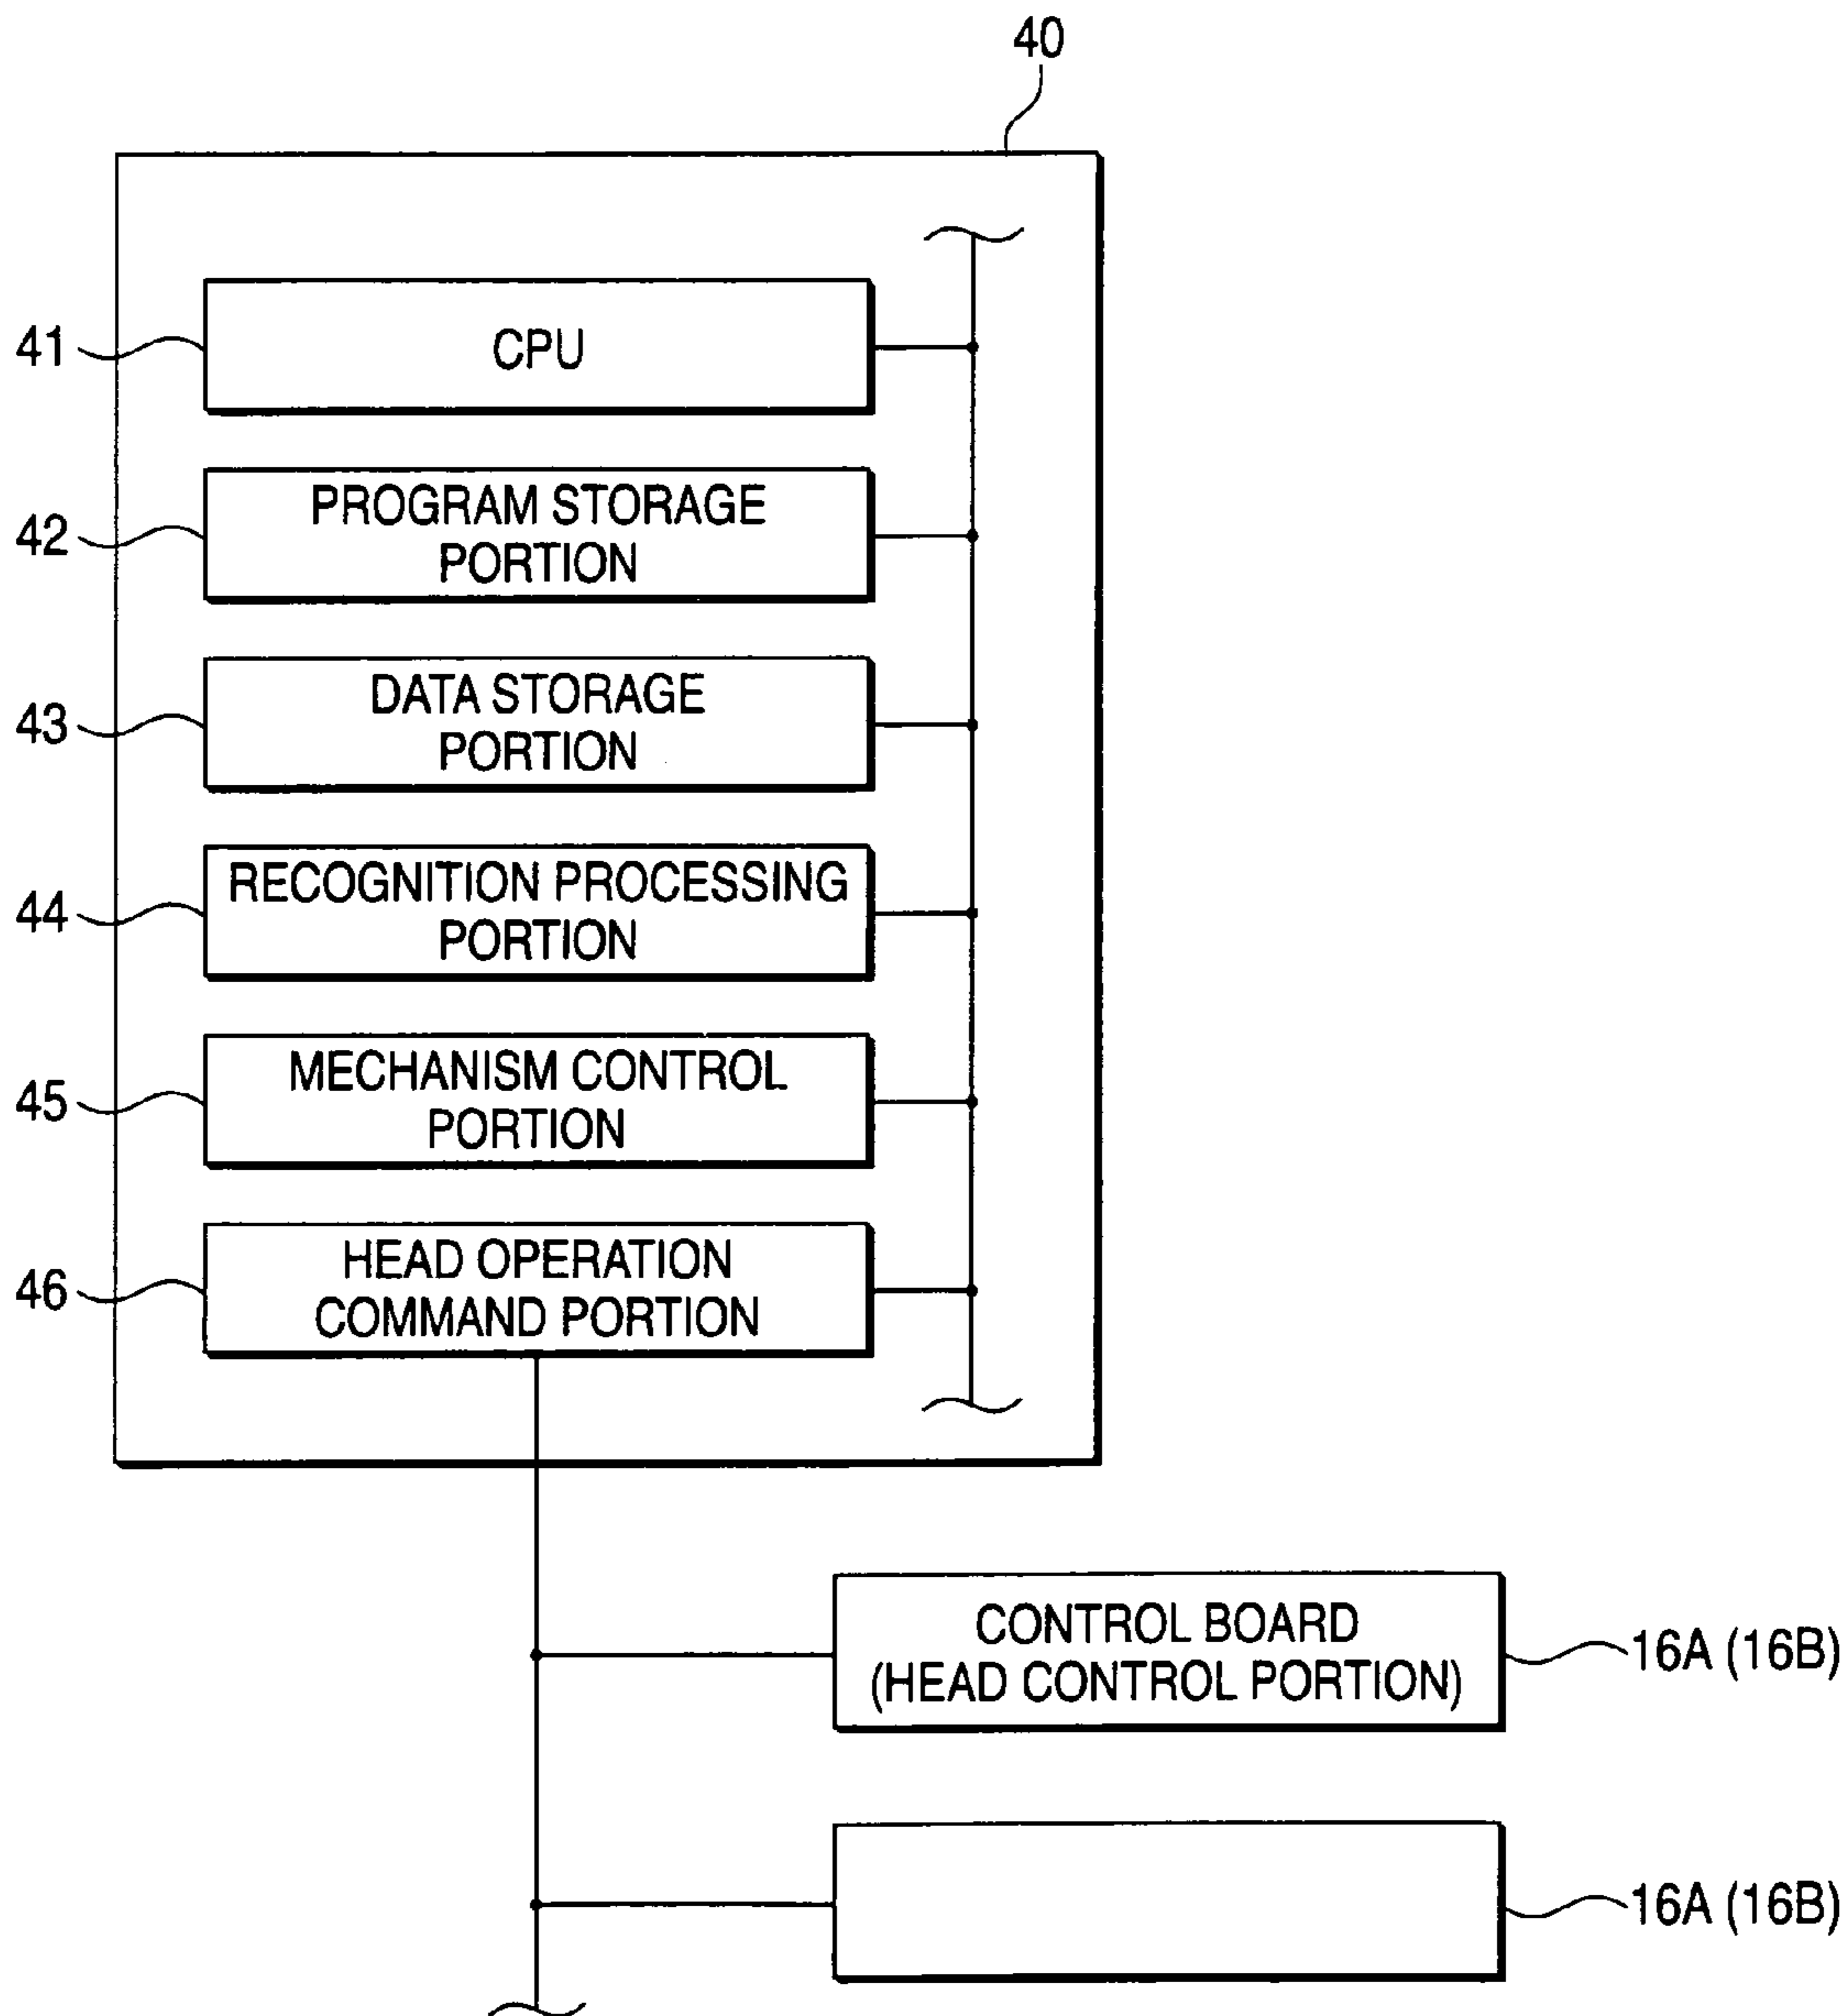 40
41
CPU
42
PROGRAM STORAGE
PORTION
43
DATA STORAGE
PORTION
44
RECOGNITION PROCESSING
PORTION
45
MECHANISM CONTROL
PORTION
46
HEAD OPERATION
COMMAND PORTION
CONTROL BOARD
(HEAD CONTROL PORTION)
16A (16B)
16A (16B)